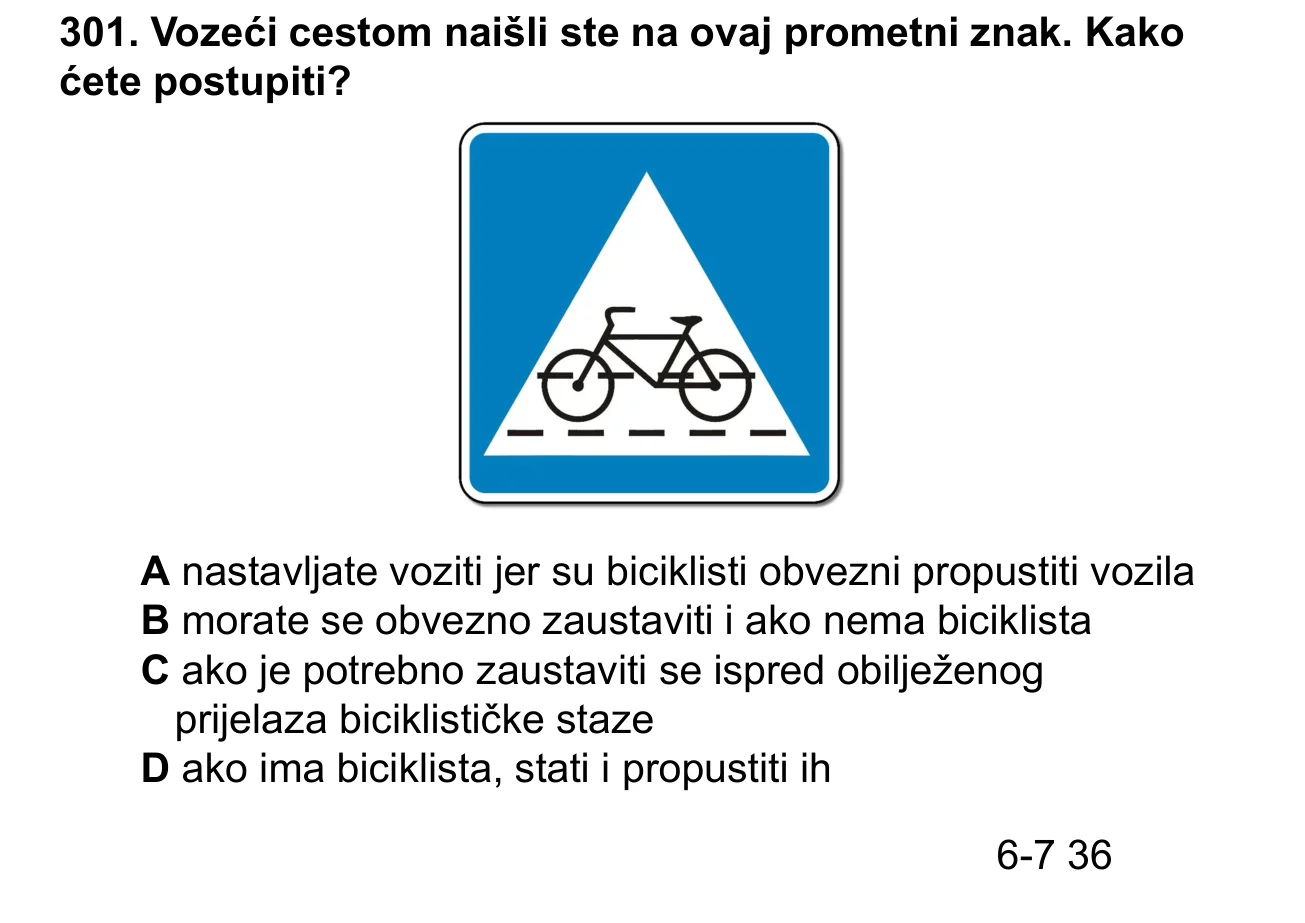 301. Vozeći cestom naišli ste na ovaj prometni znak. Kako
ćete postupiti?
A nastavljate voziti jer su biciklisti obvezni propustiti vozila
B morate se obvezno zaustaviti i ako nema biciklista
C ako je potrebno zaustaviti se ispred obilježenog
prijelaza biciklističke staze
D ako ima biciklista, stati i propustiti ih
6-7 36